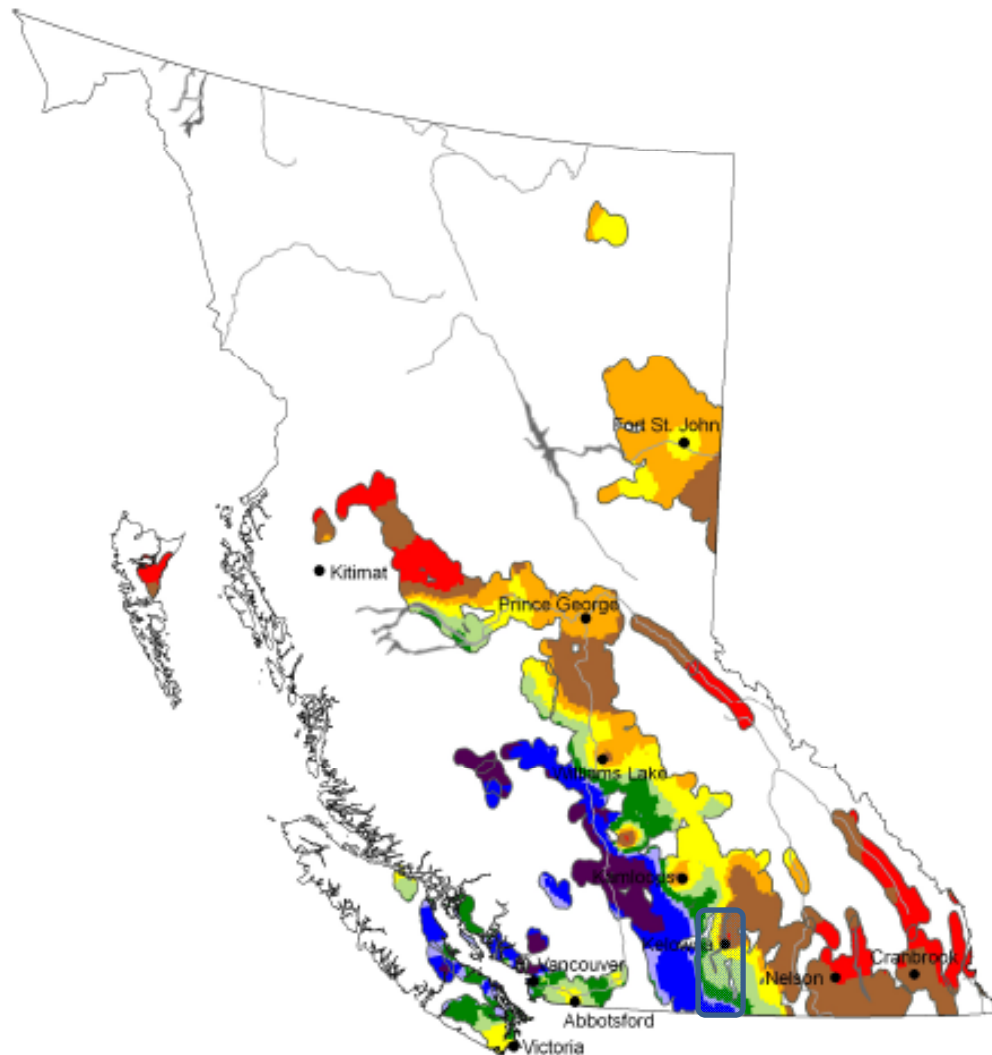 Fort St. John
Kitimat
Prince George
Williams Lake
Kamloops
Kelowna
Cranbrook
Nelson
Vancouver
Abbotsford
Victoria